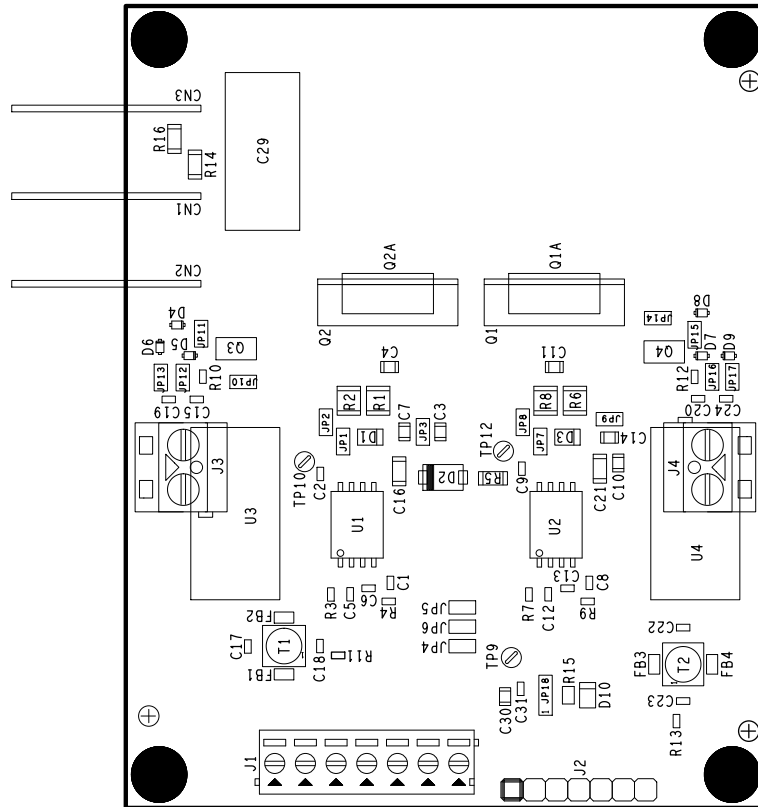 CN3
R16
R14
C29
CN1
CN2
Q2A
Q1A
Q2
Q1
D4
JP11
D6
D5
Q3
JP13
JP12
R10
JP10
C19
C15
C4
C11
R2
R1
JP2
JP1
D1
C7
JP3
C3
R8
R6
JP8
JP7
D3
JP9
C14
D8
JP14
JP15
Q4
D7
D9
R12
JP16
JP17
C20
C24
J3
J4
TP10
C2
C16
D2
R5
TP12
C9
C21
C10
U3
U1
U2
U4
C13
R3
C5
C6
R4
C1
R7
C12
R9
C8
JP5
JP6
JP4
FB2
C17
T1
1
C18
R11
FB1
TP9
C22
FB3
T2
1
FB4
C23
R13
C30
C31
1 JP18
R15
D10
J1
J2